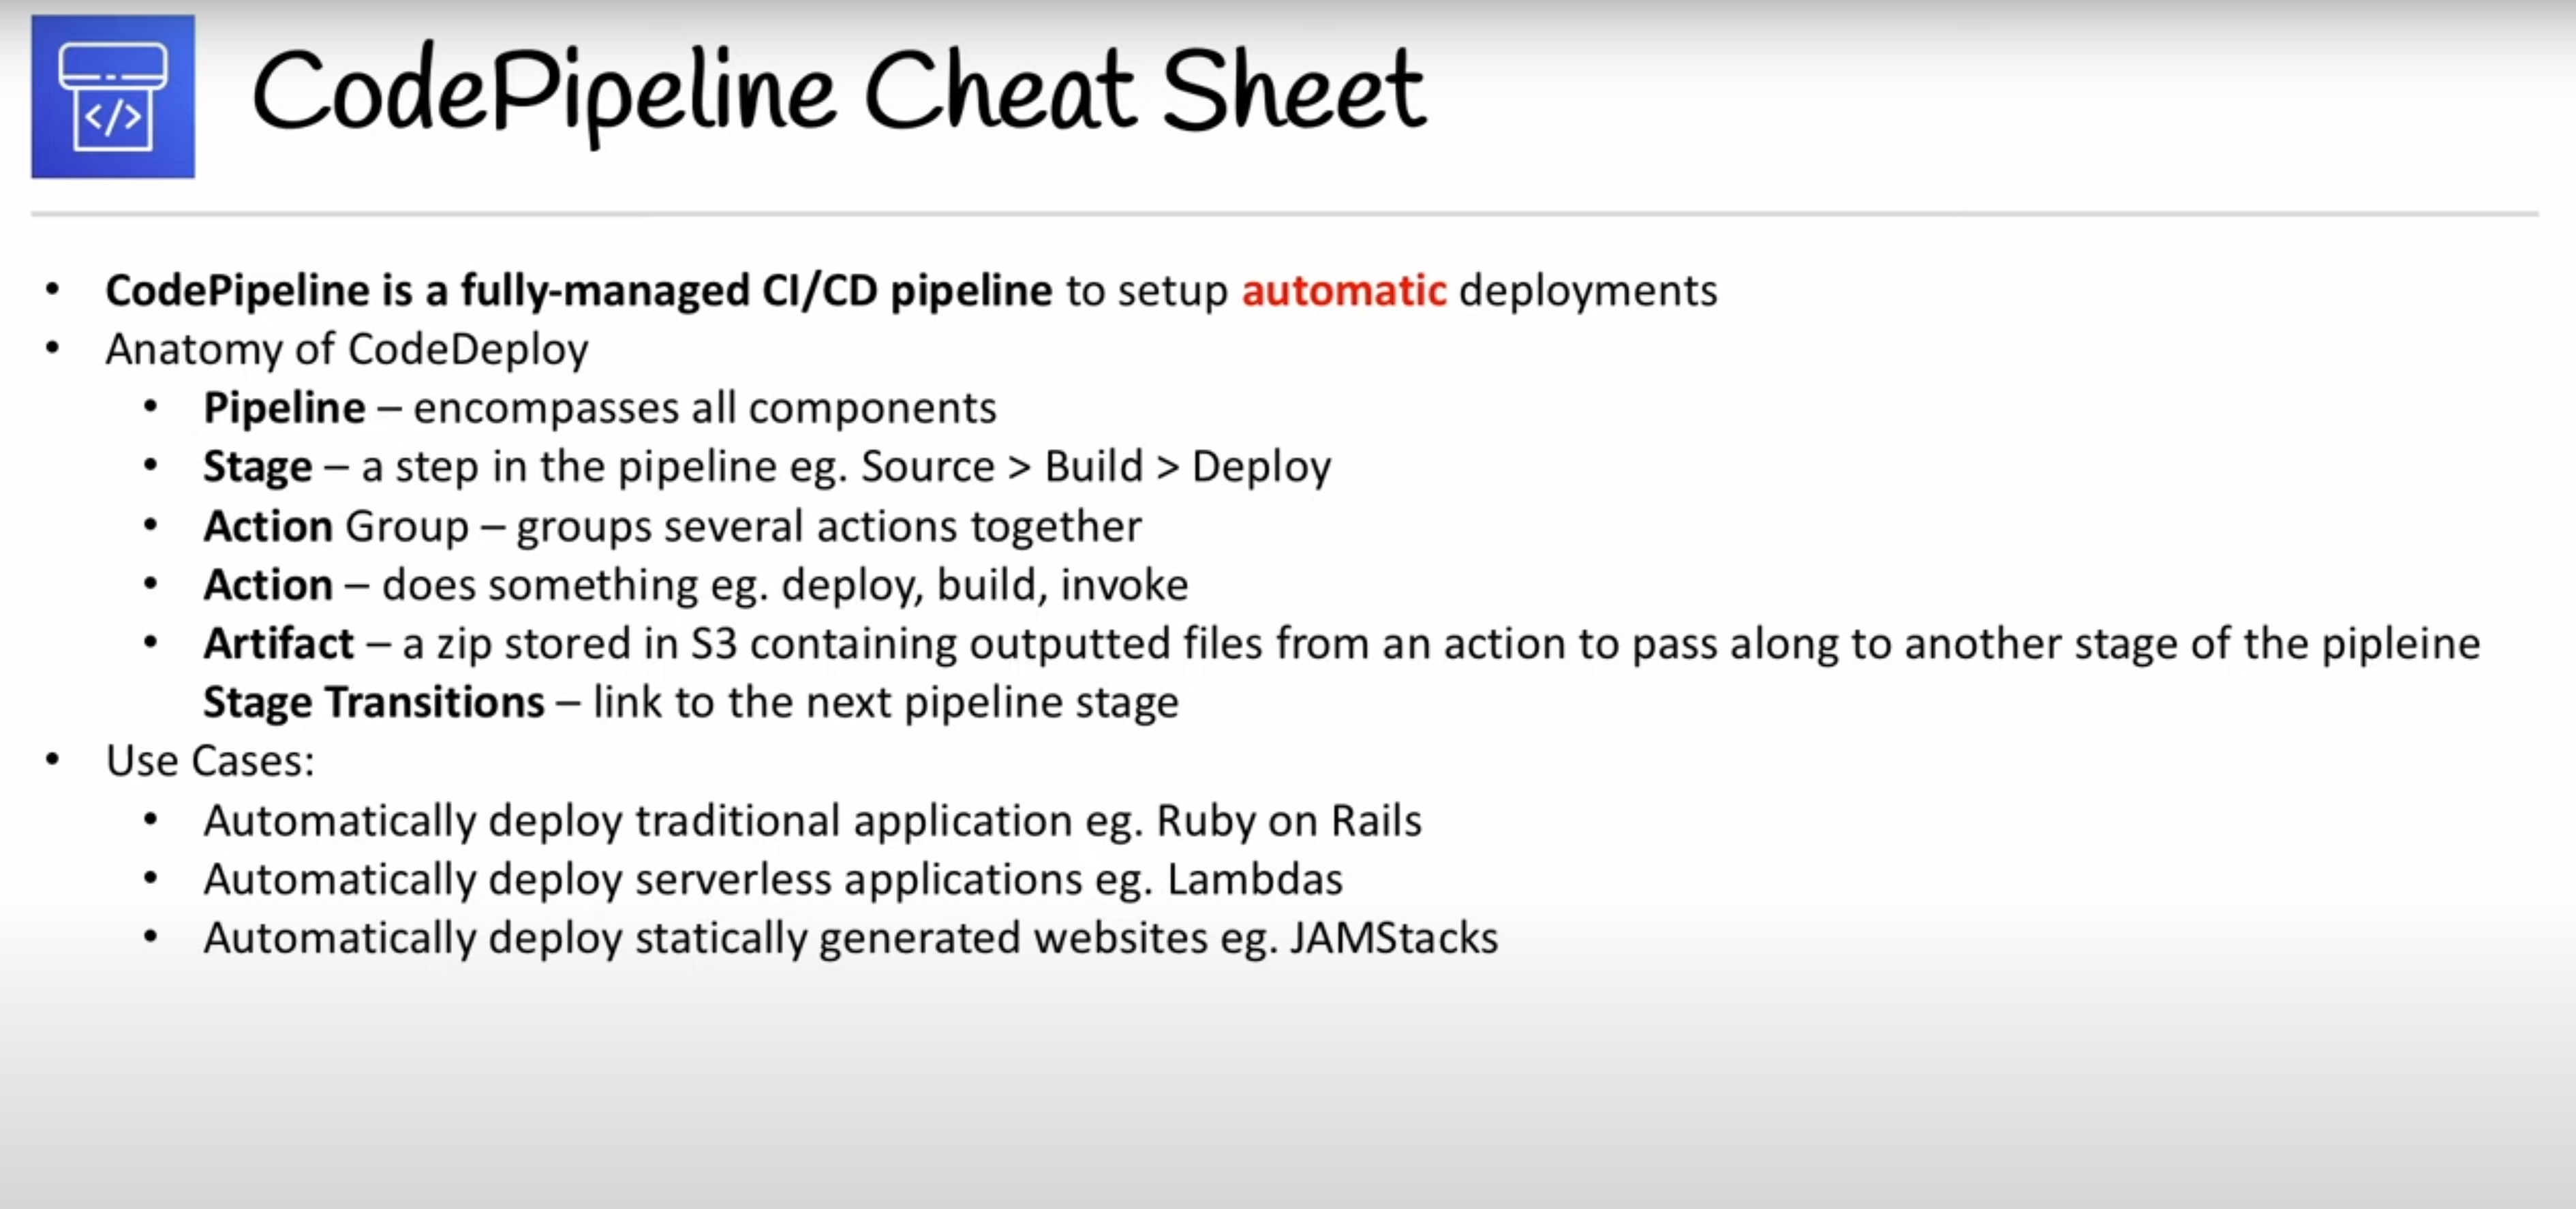 </>
CodePipeline Cheat Sheet
• CodePipeline is a fully-managed CI/CD pipeline to setup automatic deployments
• Anatomy of CodeDeploy
• Pipeline – encompasses all components
• Stage – a step in the pipeline eg. Source > Build > Deploy
• Action Group – groups several actions together
• Action – does something eg. deploy, build, invoke
• Artifact – a zip stored in S3 containing outputted files from an action to pass along to another stage of the pipleine
Stage Transitions – link to the next pipeline stage
• Use Cases:
• Automatically deploy traditional application eg. Ruby on Rails
• Automatically deploy serverless applications eg. Lambdas
• Automatically deploy statically generated websites eg. JAMStacks